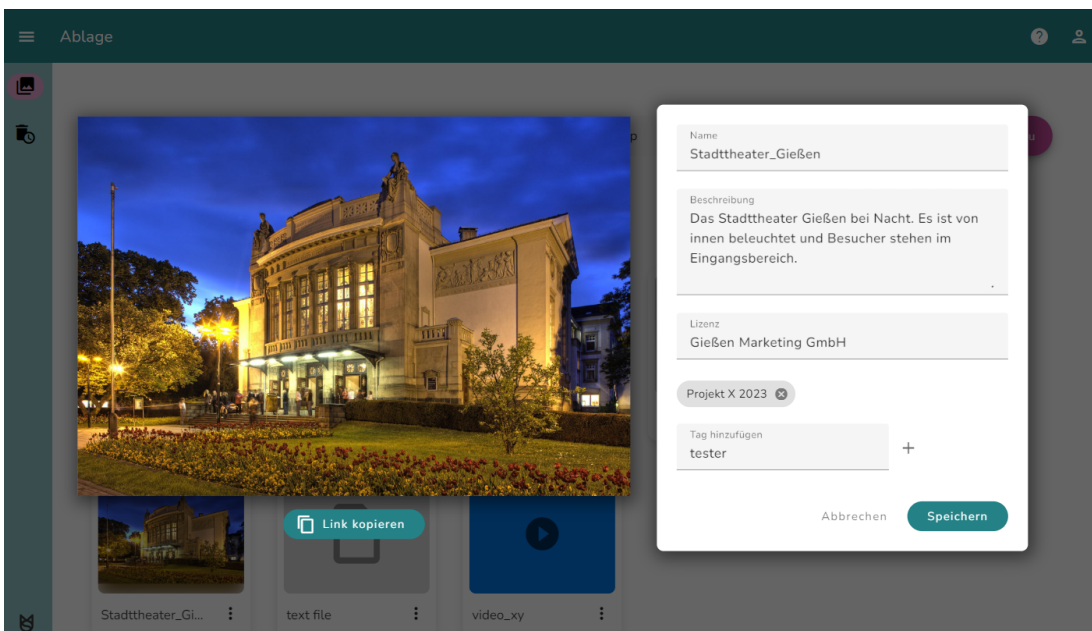 Ablage
p
u
Name
Stadttheater_Gießen
Beschreibung
Das Stadttheater Gießen bei Nacht. Es ist von
innen beleuchtet und Besucher stehen im
Eingangsbereich.
Lizenz
Gießen Marketing GmbH
Projekt X 2023
Tag hinzufügen
tester
Abbrechen
Speichern
Link kopieren
Stadttheater_Gi...
text file
video_xy